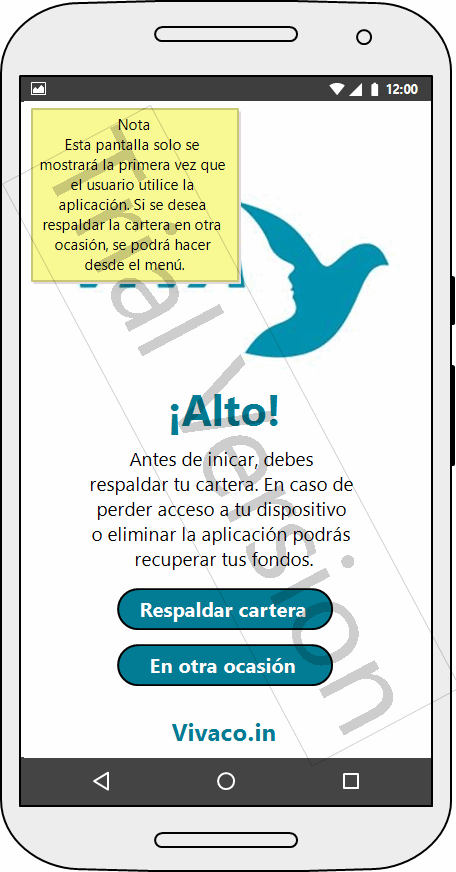 12:00
Nota
Esta pantalla solo se
mostrará la primera vez que
el usuario utilice la
aplicación. Si se desea
respaldar la cartera en otra
ocasión, se podrá hacer
desde el menú.
¡Alto!
Antes de inicar, debes
respaldar tu cartera. En caso de
perder acceso a tu dispositivo
o eliminar la aplicación podrás
recuperar tus fondos.
Respaldar cartera
En otra ocasión
Vivaco.in
Trial Version